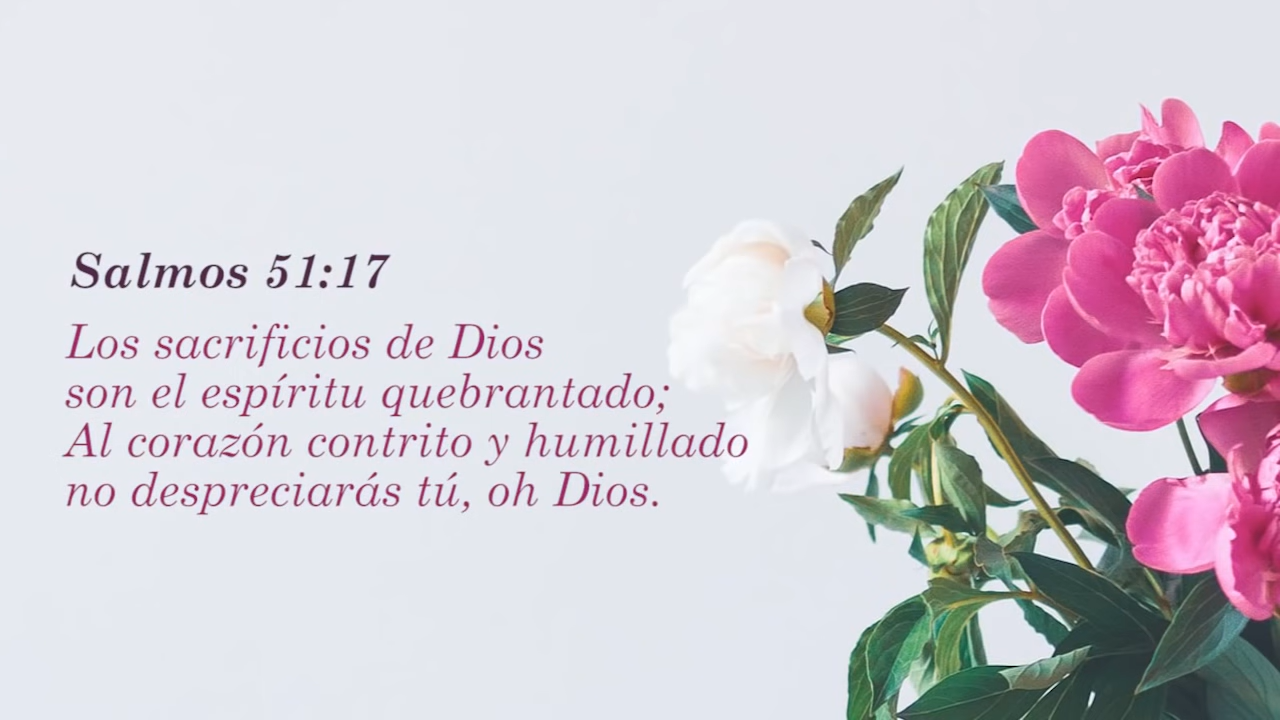 Salmos 51:17
Los sacrificios de Dios
son el espíritu quebrantado;
Al corazón contrito y humillado
no despreciarás tú, oh Dios.